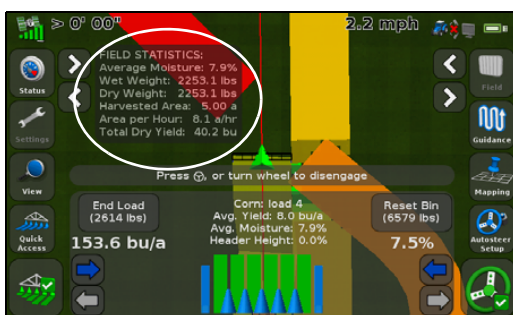 > 0' 00"
2.2 mph
FIELD STATISTICS:
Average Moisture: 7.9%
Wet Weight: 2253.1 lbs
Dry Weight: 2253.1 lbs
Harvested Area: 5.00 a
Area per Hour: 8.1 a/hr
Total Dry Yield: 40.2 bu
Status
Field
Settings
Guidance
Press , or turn wheel to disengage
View
Mapping
End Load
(2614 lbs)
Corn: load 4
Avg. Yield: 8.0 bu/a
Avg. Moisture: 7.9%
Header Height: 0.0%
Reset Bin
(6579 lbs)
Quick
Access
153.6 bu/a
7.5%
Autosteer
Setup